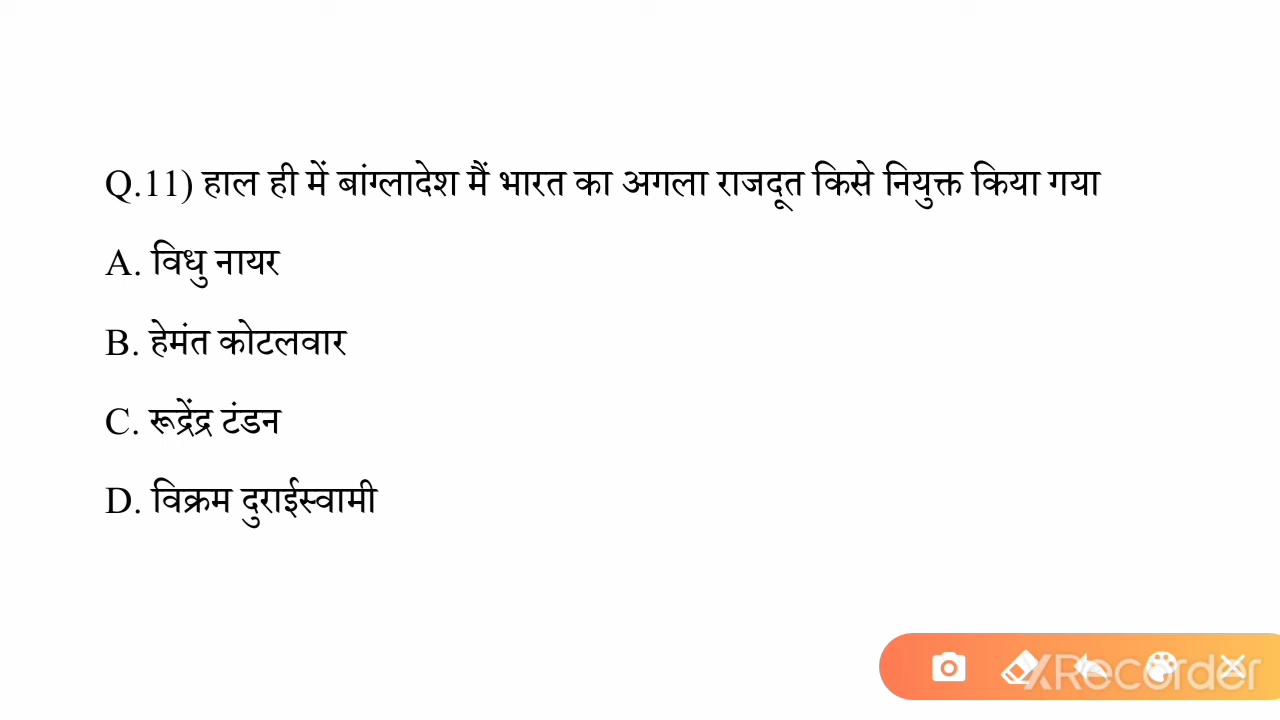 Q.11) हाल ही में बांग्लादेश मैं भारत का अगला राजदूत किसे नियुक्त किया गया
A. विधु नायर
B. हेमंत कोटलवार
C. रूद्रेंद्र टंडन
D. विक्रम दुराईस्वामी
XRecorder